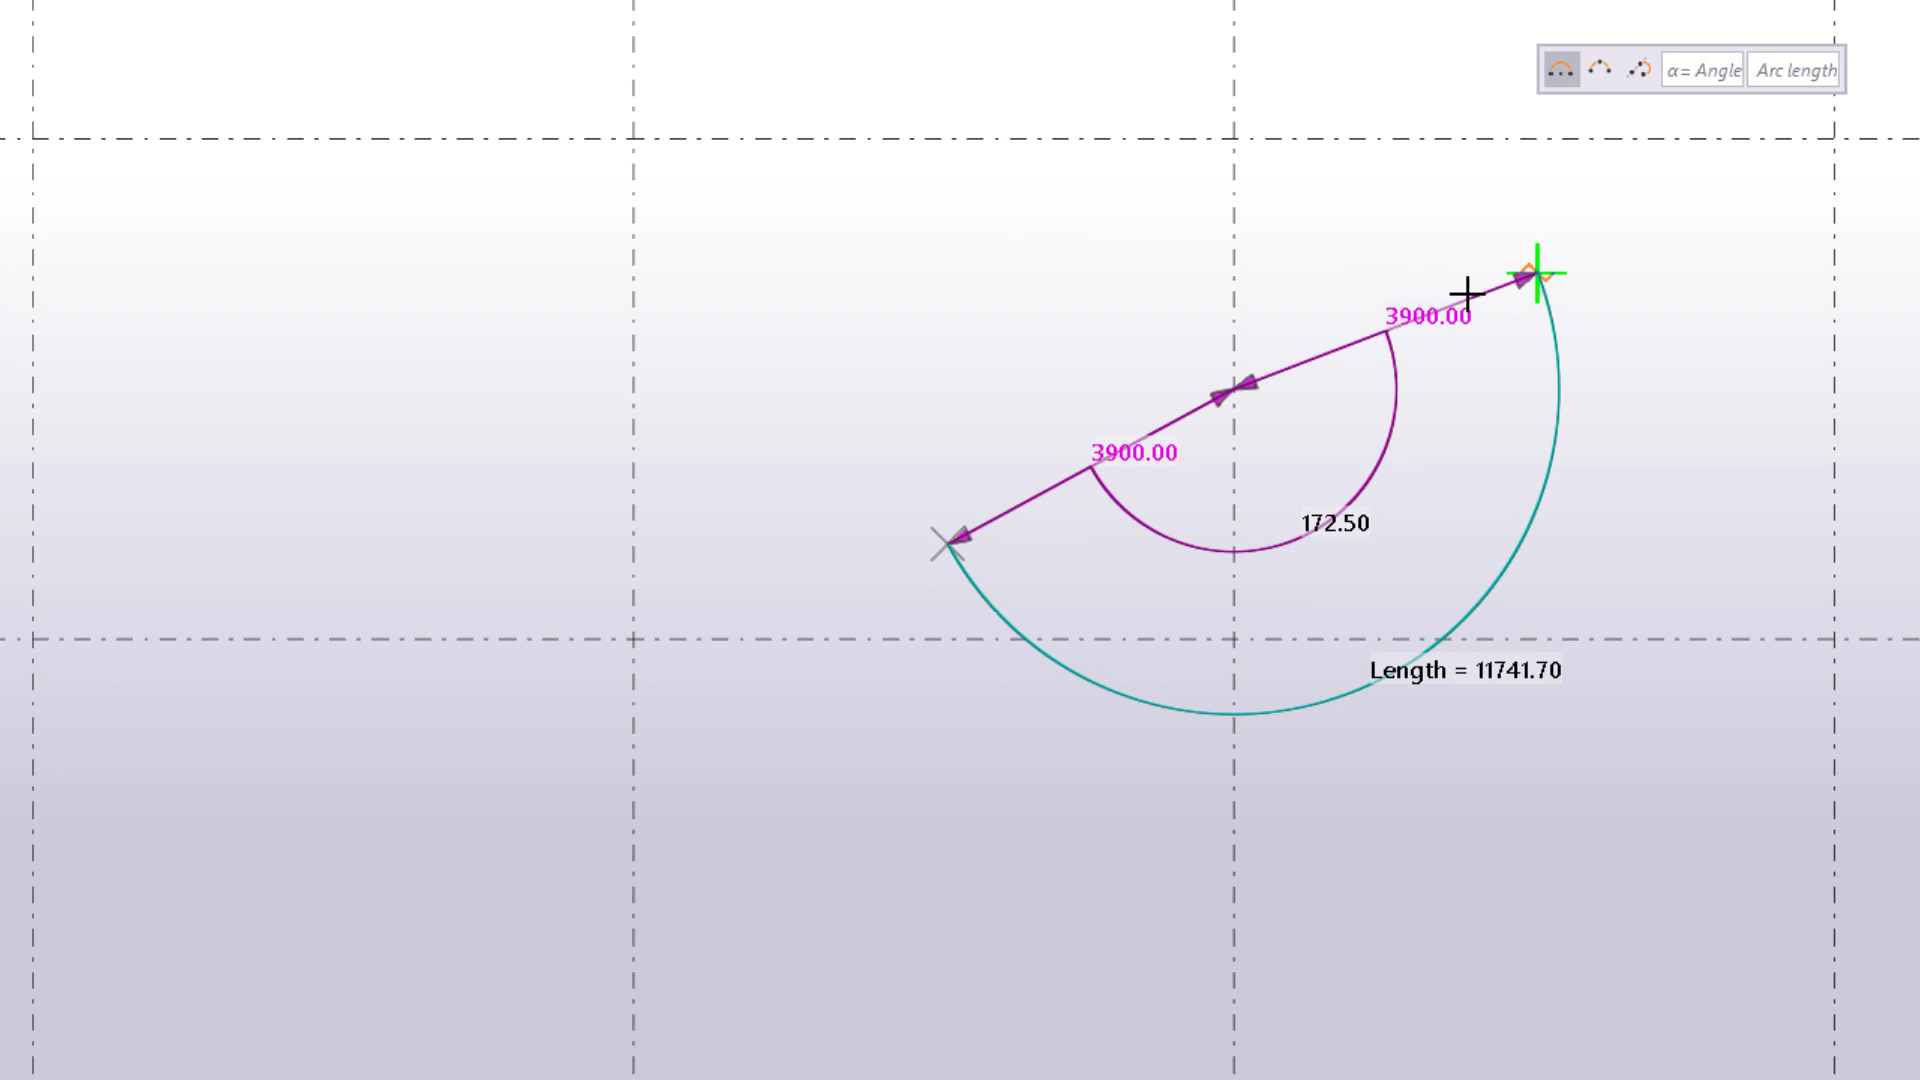 α= Angle Arc length
3900.00
3900.00
172.50
Length = 11741.70